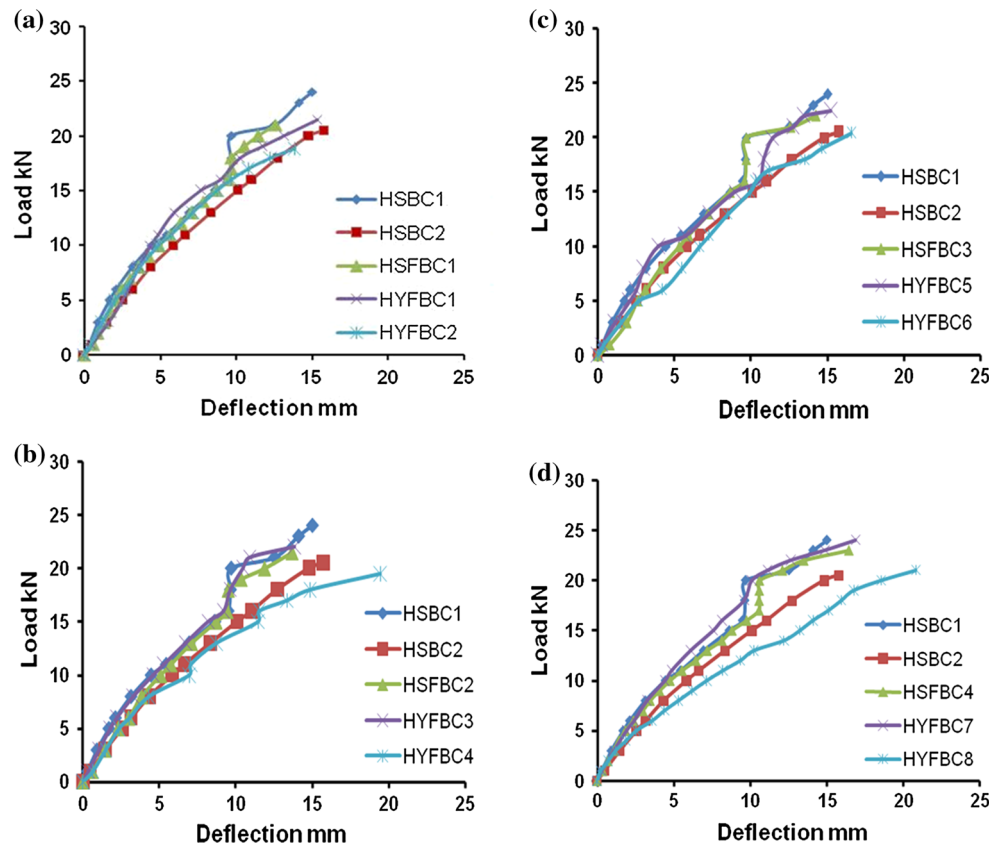 (a)
30
25
20
15
10
5
0
Load kN
0 5 10 15 20 25
Deflection mm
HSBC1
HSBC2
HSFBC1
HYFBC1
HYFBC2
(c)
30
25
20
15
10
5
0
Load kN
0 5 10 15 20 25
Deflection mm
HSBC1
HSBC2
HSFBC3
HYFBC5
HYFBC6
(b)
30
25
20
15
10
5
0
Load kN
0 5 10 15 20 25
Deflection mm
HSBC1
HSBC2
HSFBC2
HYFBC3
HYFBC4
(d)
30
25
20
15
10
5
0
Load kN
0 5 10 15 20 25
Deflection mm
HSBC1
HSBC2
HSFBC4
HYFBC7
HYFBC8